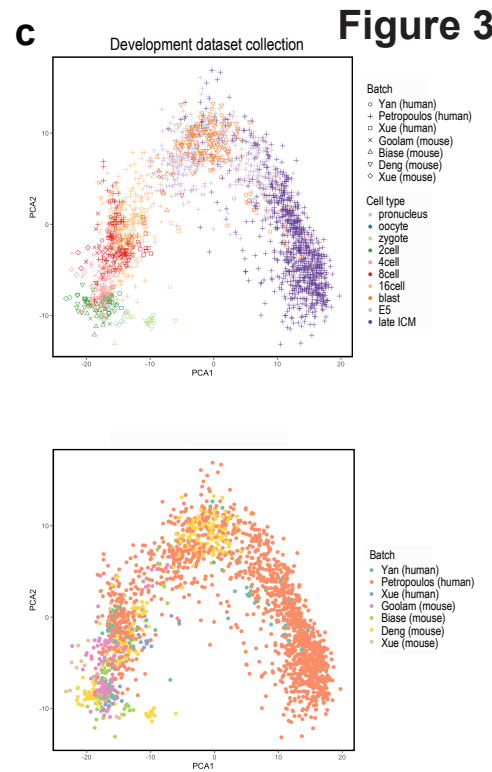 Figure 3
c
Development dataset collection
10
0
-10
PCA2
-20
-10
0
10
20
PCA1
Batch
Yan (human)
Petropoulos (human)
Xue (human)
Goolam (mouse)
Biase (mouse)
Deng (mouse)
Xue (mouse)
Cell type
pronucleus
oocyte
zygote
2cell
4cell
8cell
16cell
blast
E5
late ICM
10
0
-10
PCA2
-20
-10
0
10
20
PCA1
Batch
Yan (human)
Petropoulos (human)
Xue (human)
Goolam (mouse)
Biase (mouse)
Deng (mouse)
Xue (mouse)